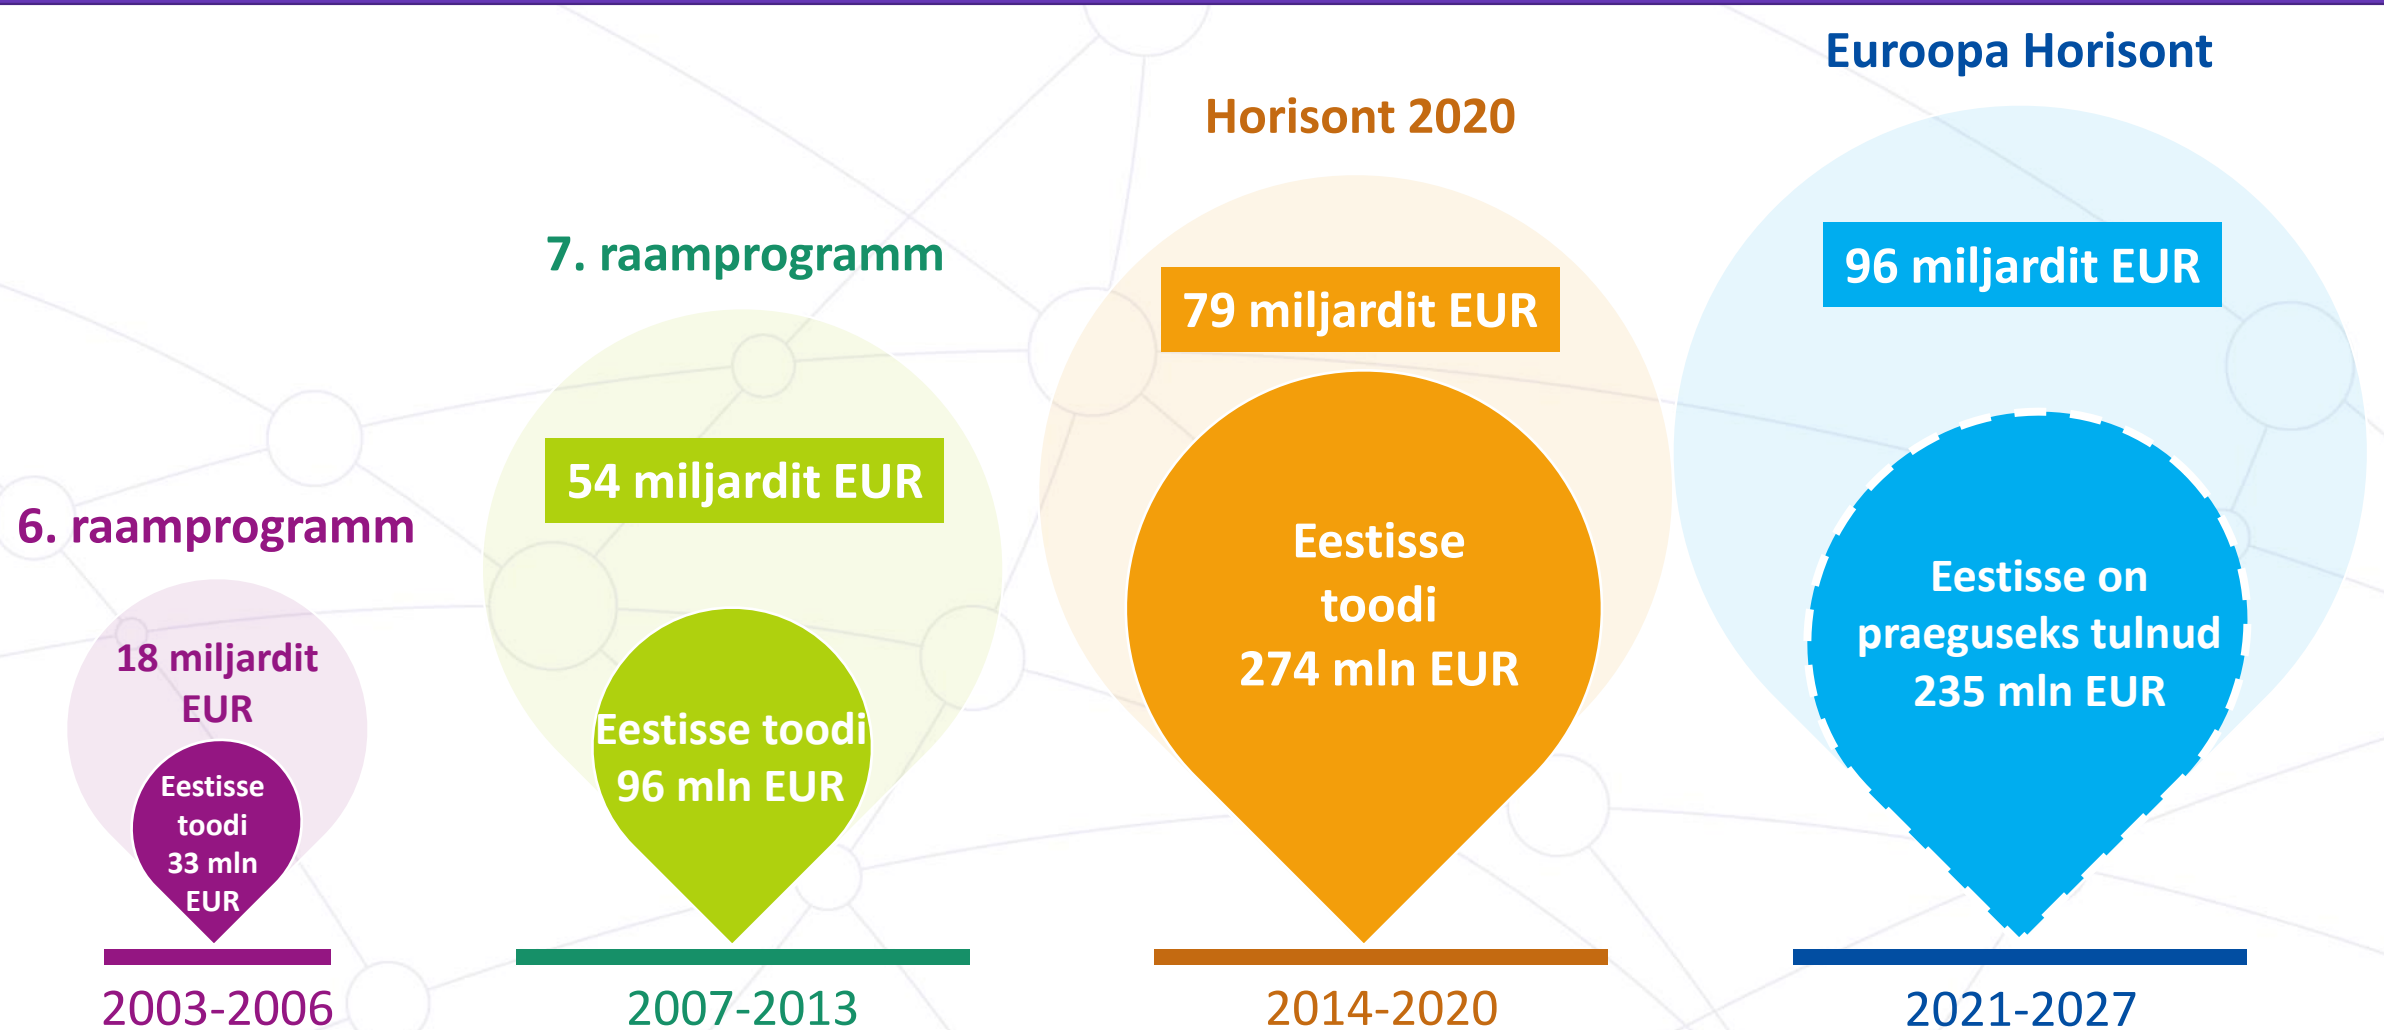 6. raamprogramm
18 miljardit
EUR
Eestisse
toodi
33 mln
EUR
2003-2006
7. raamprogramm
54 miljardit EUR
Eestisse toodi
96 mln EUR
2007-2013
Horisont 2020
79 miljardit EUR
Eestisse
toodi
274 mln EUR
2014-2020
Euroopa Horisont
96 miljardit EUR
Eestisse on
praeguseks tulnud
235 mln EUR
2021-2027